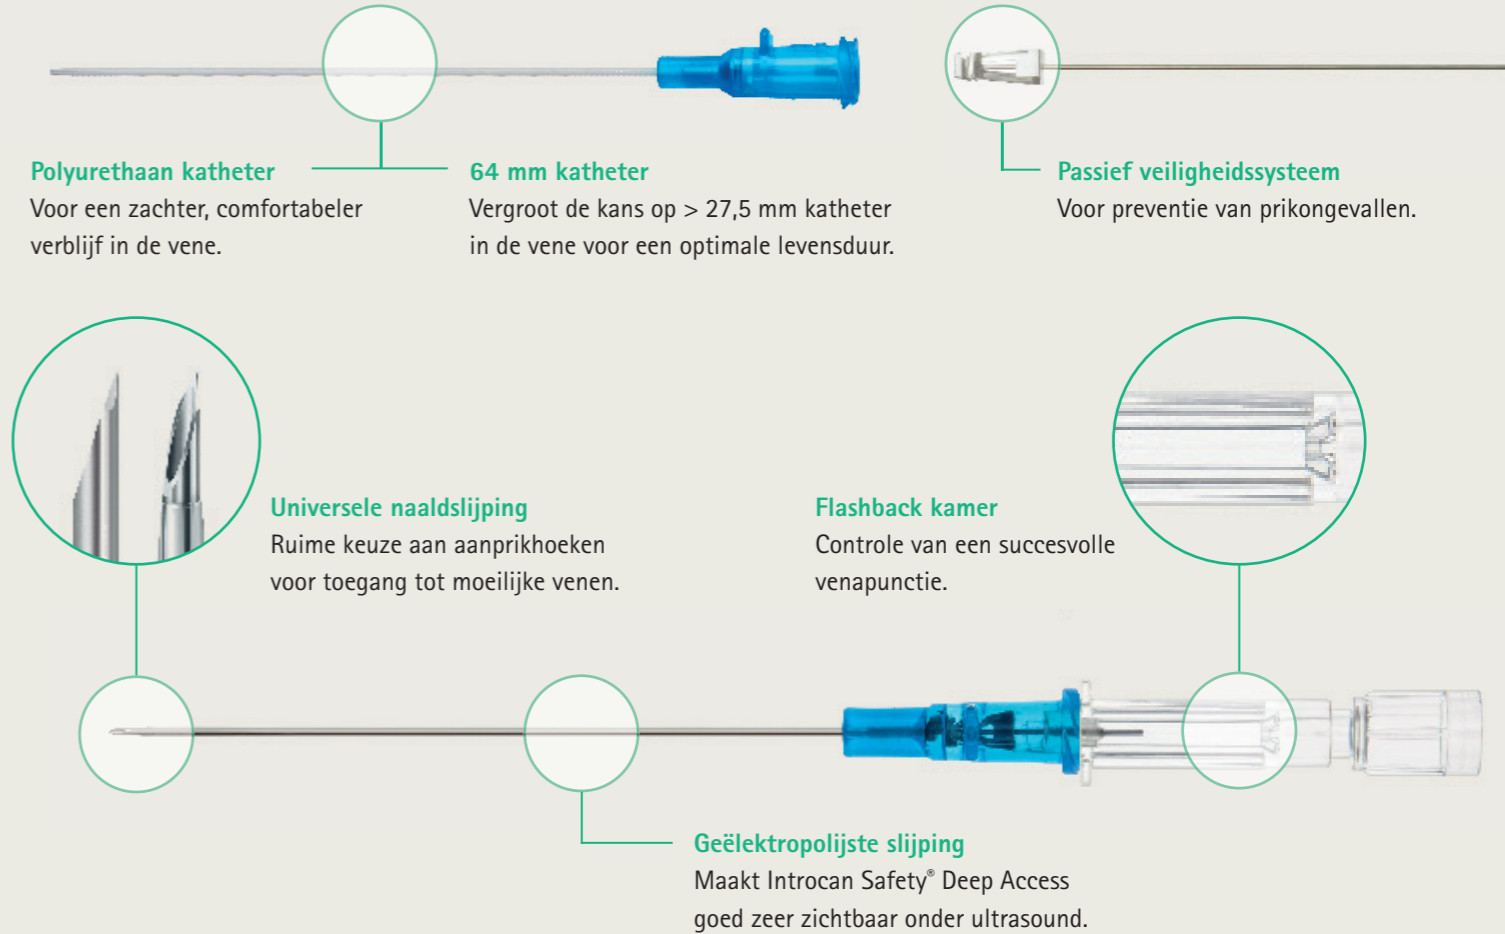 Polyurethaan katheter
Voor een zachter, comfortabeler
verblijf in de vene.
64 mm katheter
Vergroot de kans op > 27,5 mm katheter
in de vene voor een optimale levensduur.
Passief veiligheidssysteem
Voor preventie van prikongevallen.
Universele naaldslijping
Ruime keuze aan aanprikhoeken
voor toegang tot moeilijke venen.
Flashback kamer
Controle van een succesvolle
venapunctie.
Geëlektropolijste slijping
Maakt Introcan Safety® Deep Access
goed zeer zichtbaar onder ultrasound.